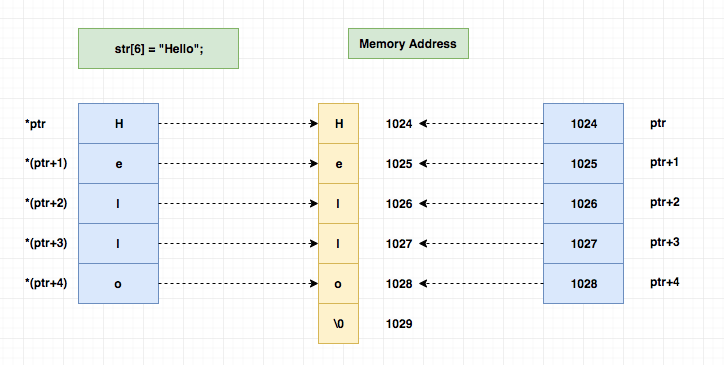 str[6] = "Hello";
Memory Address
*ptr H H 1024 1024 ptr
*(ptr+1) e e 1025 1025 ptr+1
*(ptr+2) l l 1026 1026 ptr+2
*(ptr+3) l l 1027 1027 ptr+3
*(ptr+4) o o 1028 1028 ptr+4
\0 1029